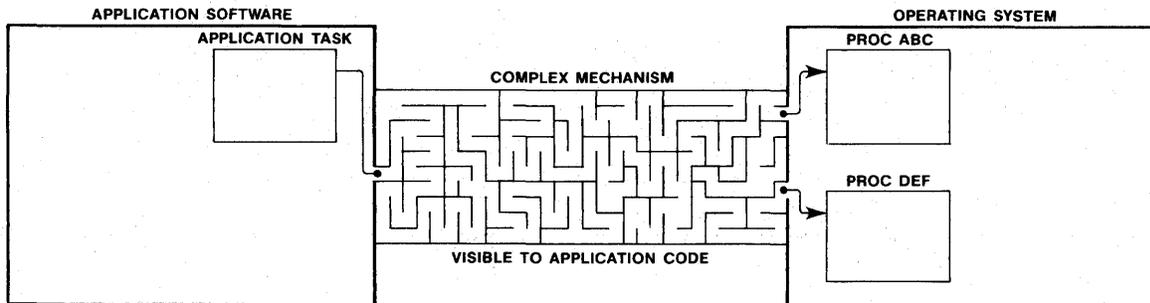 APPLICATION SOFTWARE
OPERATING SYSTEM
APPLICATION TASK
PROC ABC
COMPLEX MECHANISM
PROC DEF
VISIBLE TO APPLICATION CODE